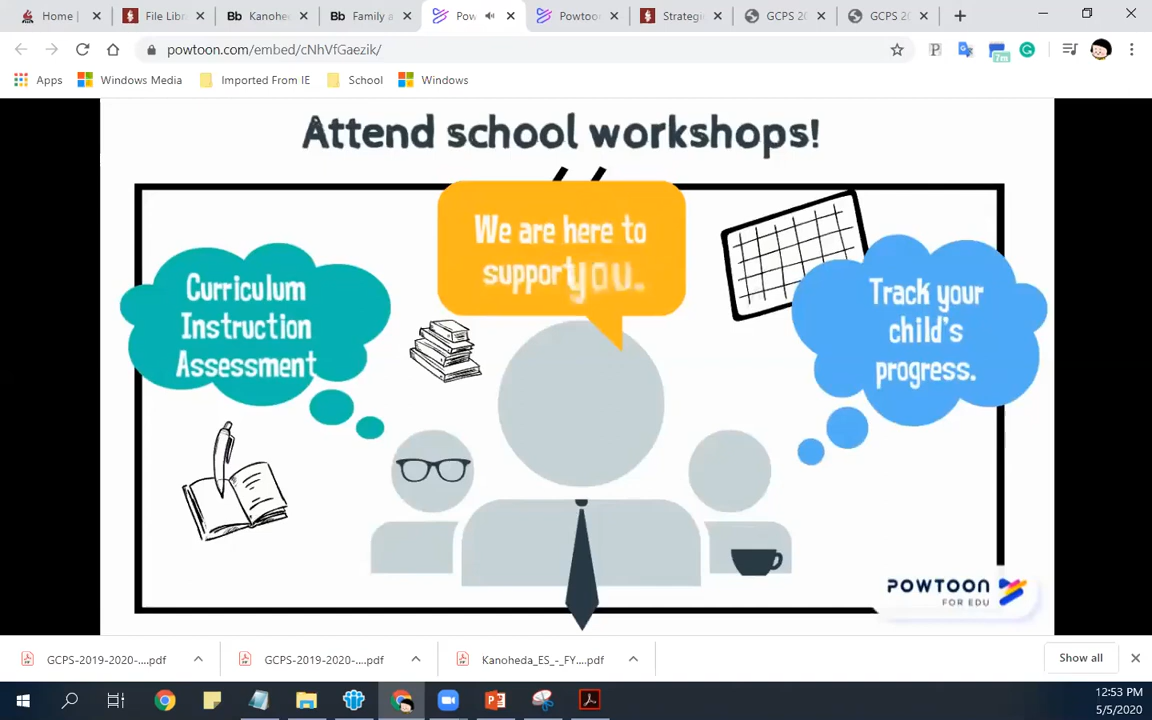 Home
File Libr
Kanohe
Family a
Pow
Powtoo
Strategi
GCPS 20
GCPS 20
powtoon.com/embed/cNhVfGaezik/
7m
Apps
Windows Media
Imported From IE
School
Windows
Attend school workshops!
We are here to
support you.
Curriculum
Instruction
Assessment
Track your
child's
progress.
POWTOON
FOR EDU
GCPS-2019-2020-....pdf
GCPS-2019-2020-....pdf
Kanoheda_ES_-_FY....pdf
Show all
12:53 PM
5/5/2020